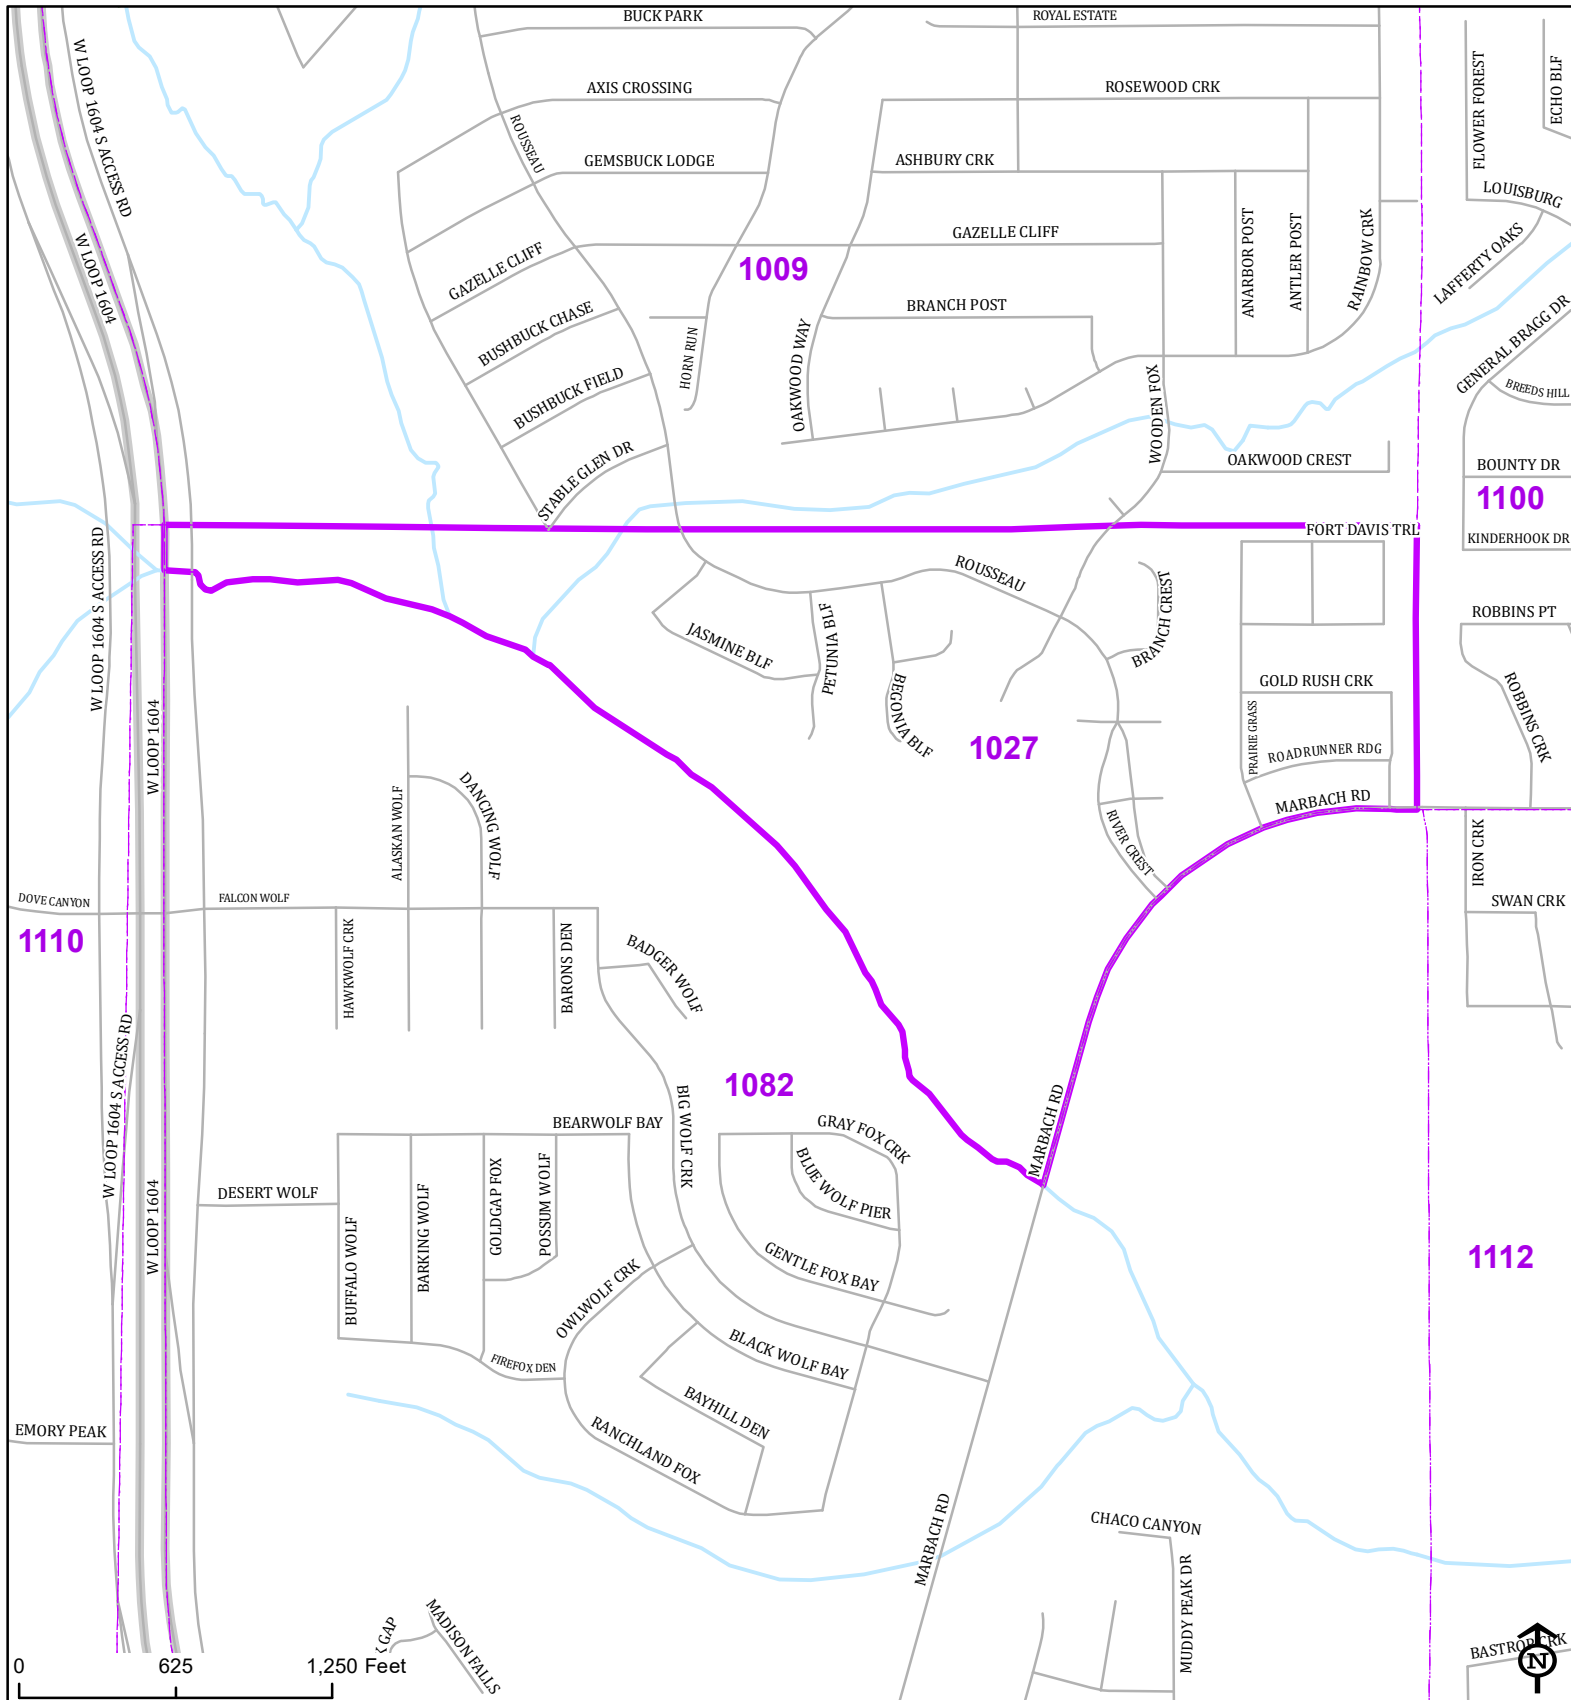 BUCK PARK
ROYAL ESTATE
W LOOP 1604 S ACCESS RD
AXIS CROSSING
ROSEWOOD CRK
FLOWER FOREST
ECHO BLF
ROUSSEAU
GEMSBUCK LODGE
ASHBURY CRK
LOUISBURG
W LOOP 1604
GAZELLE CLIFF
GAZELLE CLIFF
ANARBOR POST
ANTLER POST
RAINBOW CRK
LAFFERTY OAKS
1009
BUSHBUCK CHASE
BRANCH POST
GENERAL BRAGG DR
HORN RUN
OAKWOOD WAY
BUSHBUCK FIELD
BREEDS HILL
WOODEN FOX
STABLE GLEN DR
OAKWOOD CREST
BOUNTY DR
1100
W LOOP 1604 S ACCESS RD
FORT DAVIS TRL
KINDERHOOK DR
ROUSSEAU
BRANCH CREST
ROBBINS PT
JASMINE BLF
PETUNIA BLF
BEGONIA BLF
GOLD RUSH CRK
ROBBINS CRK
W LOOP 1604
1027
PRAIRIE GRASS
ROADRUNNER RDG
DANCING WOLF
ALASKAN WOLF
MARBACH RD
RIVER CREST
IRON CRK
DOVE CANYON
FALCON WOLF
SWAN CRK
1110
HAWKWOLF CRK
BARONS DEN
BADGER WOLF
W LOOP 1604 S ACCESS RD
1082
BIG WOLF CRK
MARBACH RD
BEARWOLF BAY
GRAY FOX CRK
BLUE WOLF PIER
DESERT WOLF
GOLDGAP FOX
POSSUM WOLF
W LOOP 1604
BUFFALO WOLF
BARKING WOLF
GENTLE FOX BAY
1112
OWLWOLF CRK
FIREFOX DEN
BLACK WOLF BAY
BAYHILL DEN
EMORY PEAK
RANCHLAND FOX
MARBACH RD
CHACO CANYON
MUDDY PEAK DR
GAP
MADISON FALLS
BASTROP CRK
N
0 625 1,250 Feet